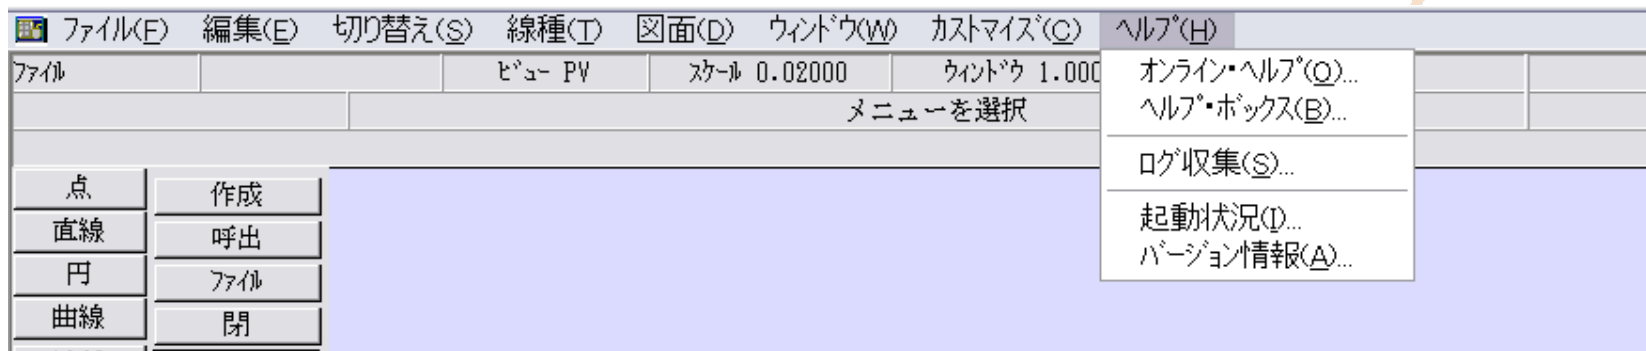 ファイル(F) 編集(E) 切り替え(S) 線種(T) 図面(D) ウィンドウ(W) カストマイズ(C) ヘルプ(H)
ファイル ビュー PV スケール 0.02000 ウィンドウ 1.000
メニューを選択
オンライン・ヘルプ(O)...
ヘルプ・ボックス(B)...
ログ収集(S)...
起動状況(I)...
バージョン情報(A)...
点
直線
円
曲線
作成
呼出
ファイル
閉